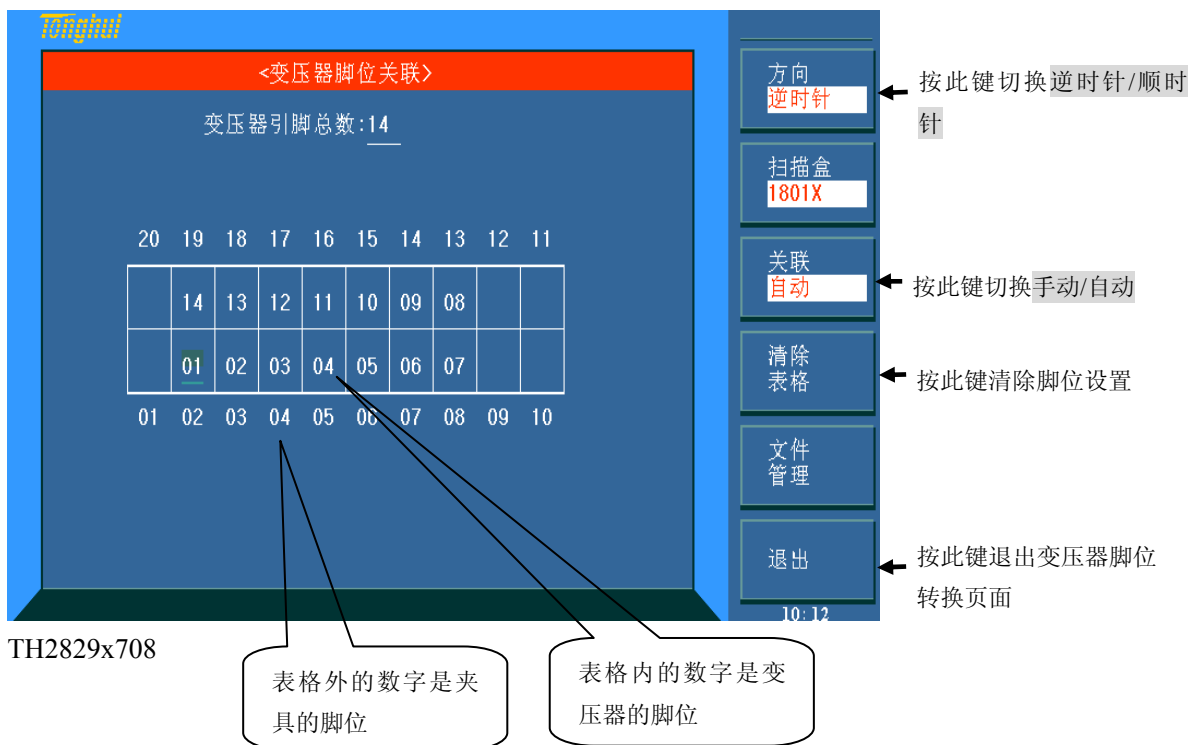 Tonghui
<变压器脚位关联>
变压器引脚总数:14
20 19 18 17 16 15 14 13 12 11
14 13 12 11 10 09 08
01 02 03 04 05 06 07
01 02 03 04 05 06 07 08 09 10
方向
逆时针
扫描盒
1801X
关联
自动
清除
表格
文件
管理
退出
10:12
按此键切换逆时针/顺时
针
按此键切换手动/自动
按此键清除脚位设置
按此键退出变压器脚位
转换页面
TH2829x708
表格外的数字是夹
具的脚位
表格内的数字是变
压器的脚位